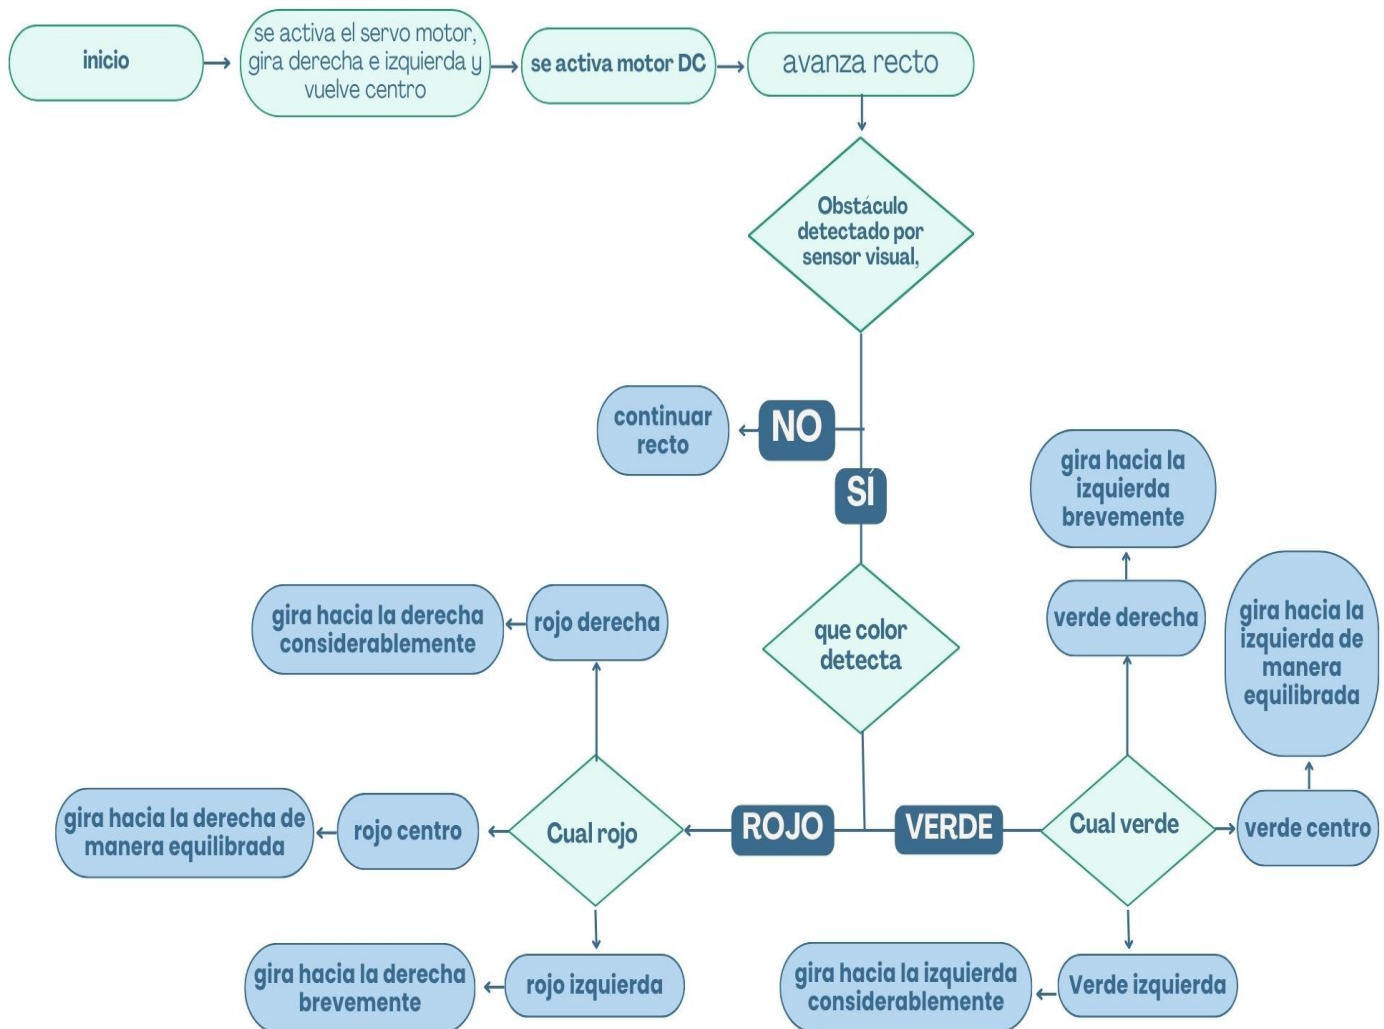 inicio
se activa el servo motor,
gira derecha e izquierda y
vuelve centro
se activa motor DC
avanza recto
Obstáculo
detectado por
sensor visual,
NO
continuar
recto
SÍ
que color
detecta
ROJO
VERDE
Cual rojo
rojo derecha
gira hacia la derecha
considerablemente
rojo centro
gira hacia la derecha de
manera equilibrada
rojo izquierda
gira hacia la derecha
brevemente
Cual verde
verde derecha
gira hacia la
izquierda
brevemente
verde centro
gira hacia la
izquierda de
manera
equilibrada
Verde izquierda
gira hacia la izquierda
considerablemente